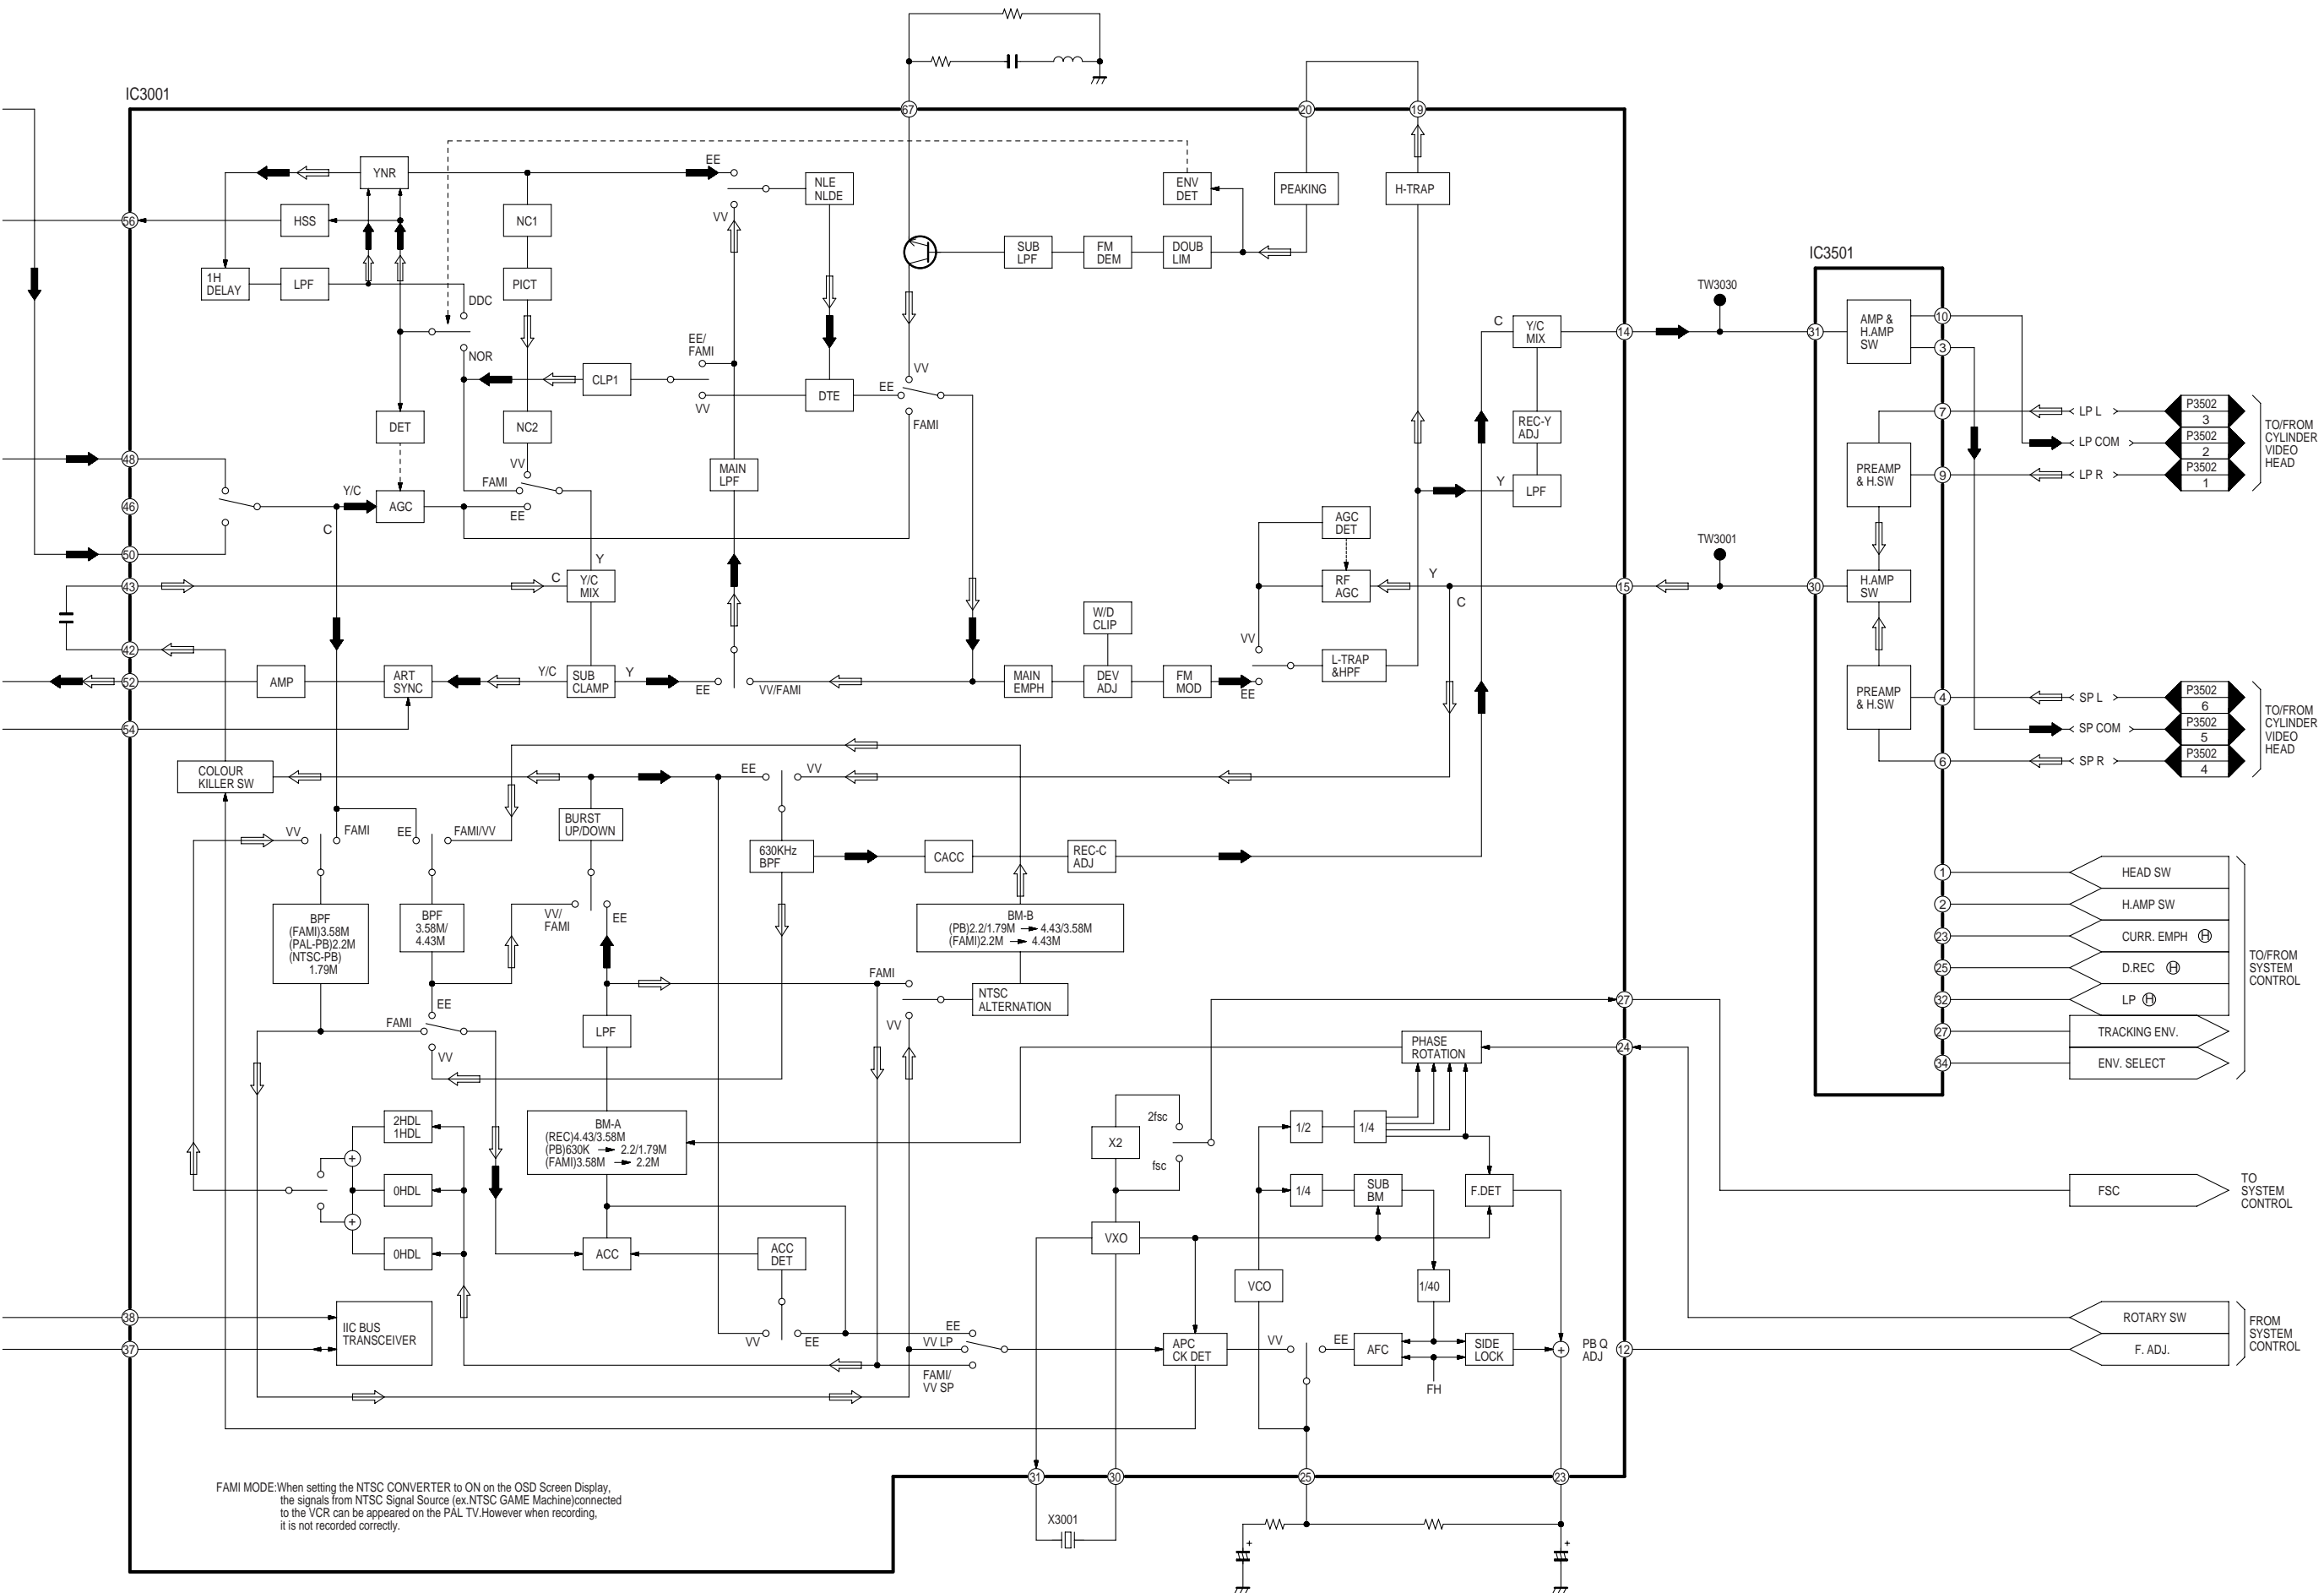 IC3001
67
20
19
YNR
EE
NLE
NLDE
ENV
DET
PEAKING
H-TRAP
56
HSS
NC1
VV
SUB
LPF
FM
DEM
DOUB
LIM
IC3501
1H
DELAY
LPF
PICT
DDC
TW3030
NOR
EE/
FAMI
CLP1
VV
DTE
EE
VV
FAMI
C
Y/C
MIX
14
31
AMP &
H.AMP
SW
10
3
DET
NC2
MAIN
LPF
REC-Y
ADJ
7
LP L
P3502
3
LP COM
P3502
2
LP R
P3502
1
TO/FROM
CYLINDER
VIDEO
HEAD
48
46
50
VV
FAMI
EE
Y/C
AGC
C
Y
LPF
PREAMP
& H.SW
9
AGC
DET
TW3001
43
C
Y
Y/C
MIX
RF
AGC
Y
C
15
30
H.AMP
SW
W/D
CLIP
42
VV
52
AMP
ART
SYNC
Y/C
SUB
CLAMP
Y
EE
VV/FAMI
MAIN
EMPH
DEV
ADJ
FM
MOD
EE
L-TRAP
&HPF
PREAMP
& H.SW
4
SP L
P3502
6
SP COM
P3502
5
SP R
P3502
4
TO/FROM
CYLINDER
VIDEO
HEAD
54
6
COLOUR
KILLER SW
EE
VV
VV
FAMI
EE
FAMI/VV
BURST
UP/DOWN
630KHz
BPF
CACC
REC-C
ADJ
1
HEAD SW
BPF
(FAMI)3.58M
(PAL-PB)2.2M
(NTSC-PB)
1.79M
BPF
3.58M/
4.43M
VV/
FAMI
EE
BM-B
(PB)2.2/1.79M 4.43/3.58M
(FAMI)2.2M 4.43M
2
H.AMP SW
23
CURR. EMPH H
25
D.REC H
32
LP H
27
TRACKING ENV.
34
ENV. SELECT
TO/FROM
SYSTEM
CONTROL
FAMI
NTSC
ALTERNATION
VV
27
EE
FAMI
VV
LPF
PHASE
ROTATION
24
2HDL
1HDL
BM-A
(REC)4.43/3.58M
(PB)630K 2.2/1.79M
(FAMI)3.58M 2.2M
2fsc
X2
fsc
1/2
1/4
+
0HDL
1/4
SUB
BM
F.DET
FSC
TO
SYSTEM
CONTROL
+
0HDL
ACC
ACC
DET
VXO
VCO
1/40
38
37
IIC BUS
TRANSCEIVER
VV
EE
EE
VV LP
FAMI/
VV SP
APC
CK DET
VV
EE
AFC
SIDE
LOCK
+
FH
PB Q
ADJ
12
ROTARY SW
F. ADJ.
FROM
SYSTEM
CONTROL
31
30
25
23
FAMI MODE:When setting the NTSC CONVERTER to ON on the OSD Screen Display,
the signals from NTSC Signal Source (ex.NTSC GAME Machine)connected
to the VCR can be appeared on the PAL TV.However when recording,
it is not recorded correctly.
X3001
+
+